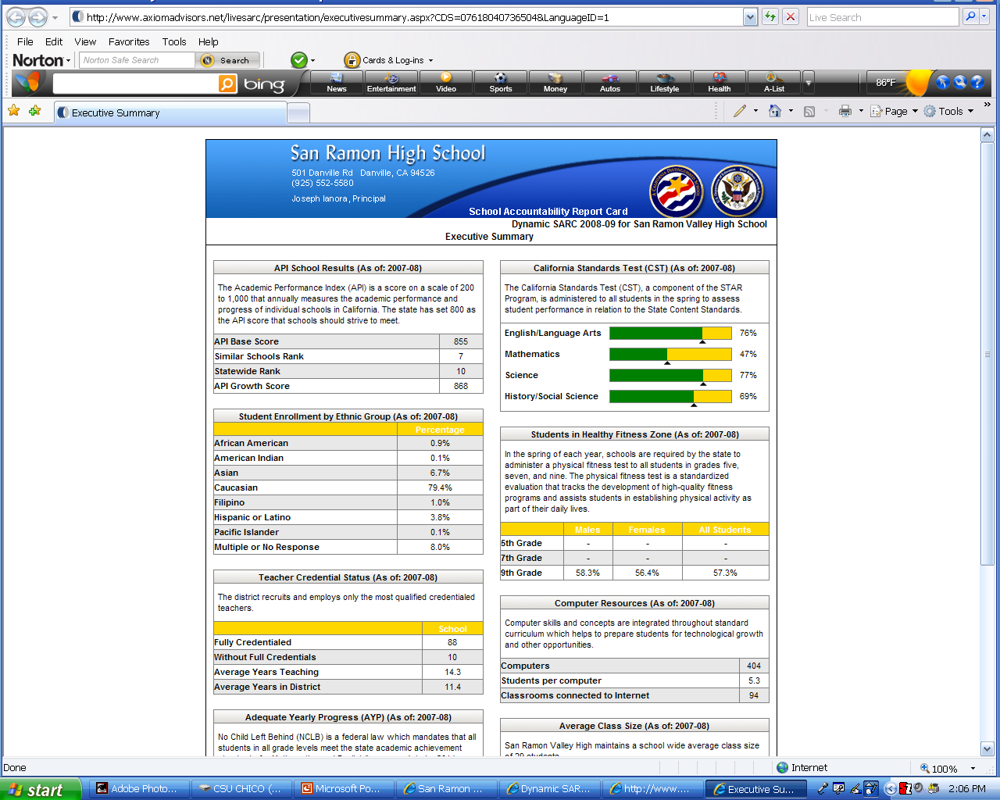 http://www.axiomadvisors.net/livesarc/presentation/executivesummary.aspx?CDS=07618040736504&LanguageID=1
Live Search
File Edit View Favorites Tools Help
Norton Norton Safe Search Search Cards & Log-ins
bing News Entertainment Video Sports Money Autos Lifestyle Health A-List 86°F
Executive Summary Page Tools
San Ramon High School
501 Danville Rd Danville, CA 94526
(925) 552-5580
Joseph Ianora, Principal
School Accountability Report Card
Dynamic SARC 2008-09 for San Ramon Valley High School
Executive Summary
API School Results (As of: 2007-08)
The Academic Performance Index (API) is a score on a scale of 200
to 1,000 that annually measures the academic performance and
progress of individual schools in California. The state has set 800 as
the API score that schools should strive to meet.
API Base Score 855
Similar Schools Rank 7
Statewide Rank 10
API Growth Score 868
Student Enrollment by Ethnic Group (As of: 2007-08)
Percentage
African American 0.9%
American Indian 0.1%
Asian 6.7%
Caucasian 79.4%
Filipino 1.0%
Hispanic or Latino 3.8%
Pacific Islander 0.1%
Multiple or No Response 8.0%
Teacher Credential Status (As of: 2007-08)
The district recruits and employs only the most qualified credentialed
teachers.
School
Fully Credentialed 88
Without Full Credentials 10
Average Years Teaching 14.3
Average Years in District 11.4
Adequate Yearly Progress (AYP) (As of: 2007-08)
No Child Left Behind (NCLB) is a federal law which mandates that all
students in all grade levels meet the state academic achievement
California Standards Test (CST) (As of: 2007-08)
The California Standards Test (CST), a component of the STAR
Program, is administered to all students in the spring to assess
student performance in relation to the State Content Standards.
English/Language Arts 76%
Mathematics 47%
Science 77%
History/Social Science 69%
Students in Healthy Fitness Zone (As of: 2007-08)
In the spring of each year, schools are required by the state to
administer a physical fitness test to all students in grades five,
seven, and nine. The physical fitness test is a standardized
evaluation that tracks the development of high-quality fitness
programs and assists students in establishing physical activity as
part of their daily lives.
Males Females All Students
5th Grade - - -
7th Grade - - -
9th Grade 58.3% 56.4% 57.3%
Computer Resources (As of: 2007-08)
Computer skills and concepts are integrated throughout standard
curriculum which helps to prepare students for technological growth
and other opportunities.
Computers 404
Students per computer 5.3
Classrooms connected to Internet 94
Average Class Size (As of: 2007-08)
San Ramon Valley High maintains a school wide average class size
Done Internet 100%
start Adobe Photo... CSU CHICO (... Microsoft Po... San Ramon ... Dynamic SAR... http://www.... Executive Su... 2:06 PM